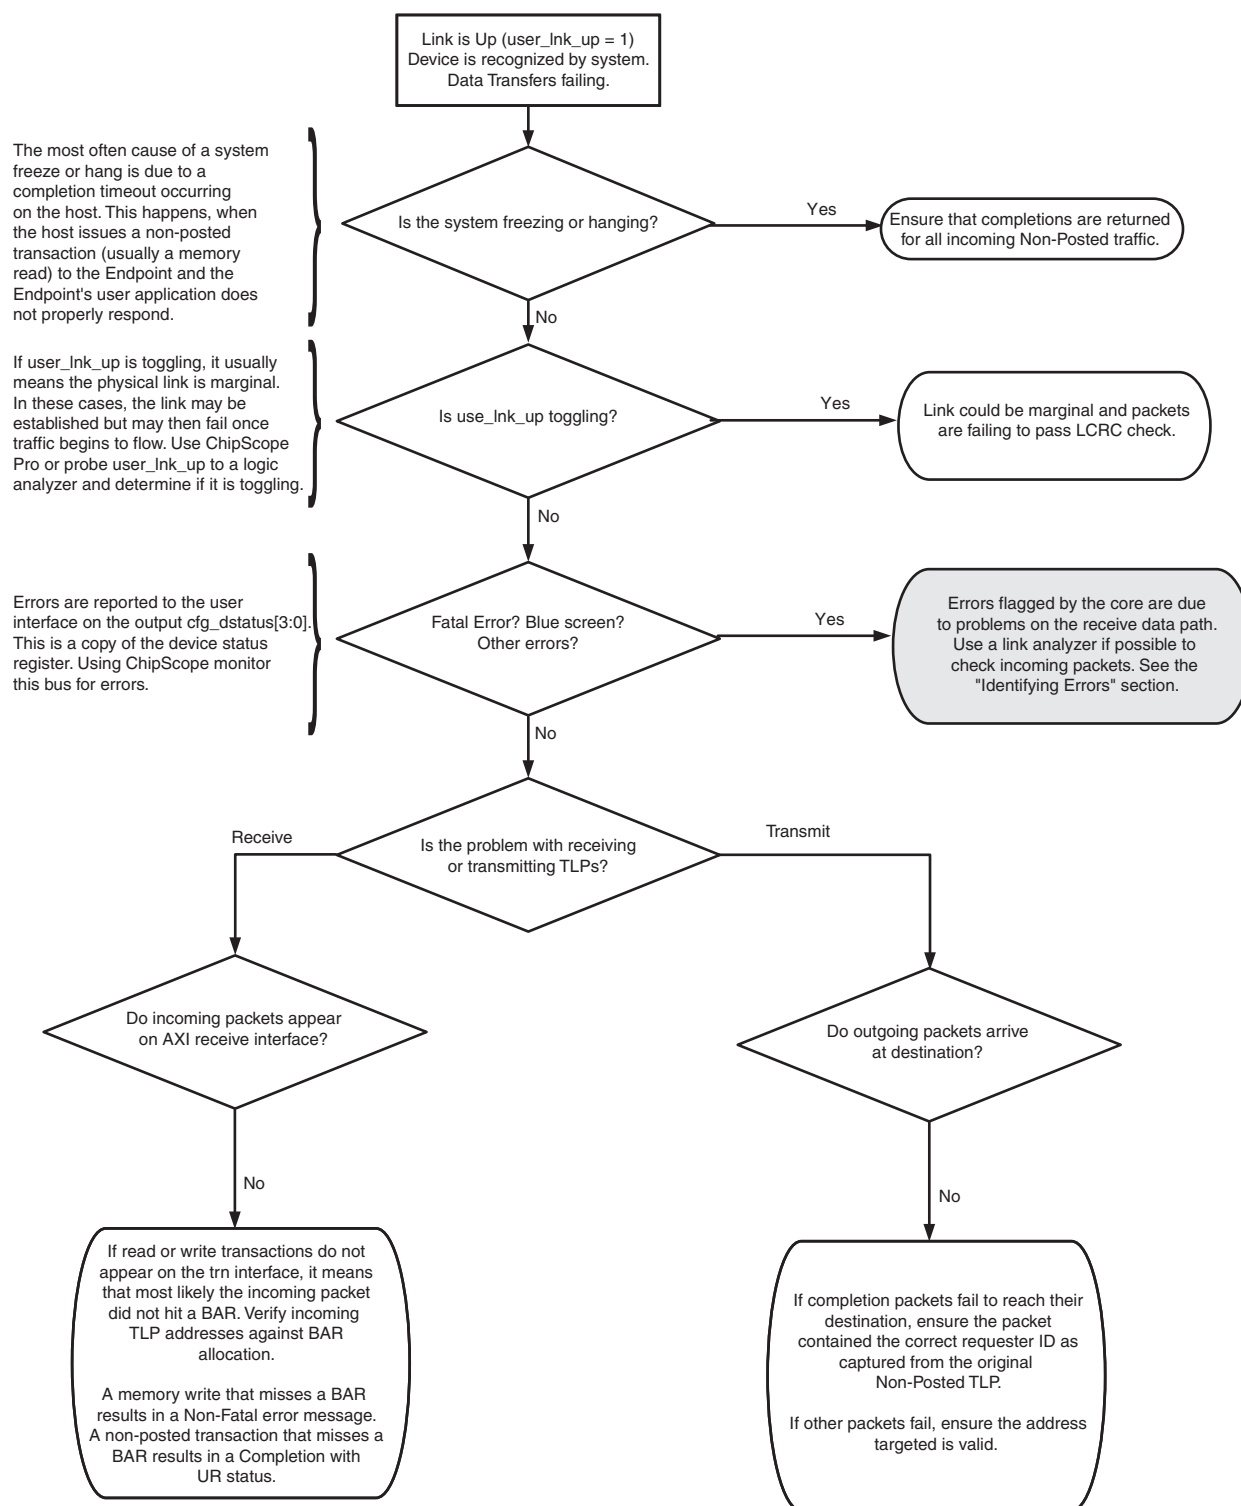 Link is Up (user_lnk_up = 1)
Device is recognized by system.
Data Transfers failing.
The most often cause of a system
freeze or hang is due to a
completion timeout occurring
on the host. This happens, when
the host issues a non-posted
transaction (usually a memory
read) to the Endpoint and the
Endpoint's user application does
not properly respond.
Is the system freezing or hanging?
Yes
Ensure that completions are returned
for all incoming Non-Posted traffic.
No
If user_lnk_up is toggling, it usually
means the physical link is marginal.
In these cases, the link may be
established but may then fail once
traffic begins to flow. Use ChipScope
Pro or probe user_lnk_up to a logic
analyzer and determine if it is toggling.
Is use_lnk_up toggling?
Yes
Link could be marginal and packets
are failing to pass LCRC check.
No
Errors are reported to the user
interface on the output cfg_dstatus[3:0].
This is a copy of the device status
register. Using ChipScope monitor
this bus for errors.
Fatal Error? Blue screen?
Other errors?
Yes
Errors flagged by the core are due
to problems on the receive data path.
Use a link analyzer if possible to
check incoming packets. See the
"Identifying Errors" section.
No
Is the problem with receiving
or transmitting TLPs?
Receive
Transmit
Do incoming packets appear
on AXI receive interface?
Do outgoing packets arrive
at destination?
No
No
If read or write transactions do not
appear on the trn interface, it means
that most likely the incoming packet
did not hit a BAR. Verify incoming
TLP addresses against BAR
allocation.
A memory write that misses a BAR
results in a Non-Fatal error message.
A non-posted transaction that misses a
BAR results in a Completion with
UR status.
If completion packets fail to reach their
destination, ensure the packet
contained the correct requester ID as
captured from the original
Non-Posted TLP.
If other packets fail, ensure the address
targeted is valid.